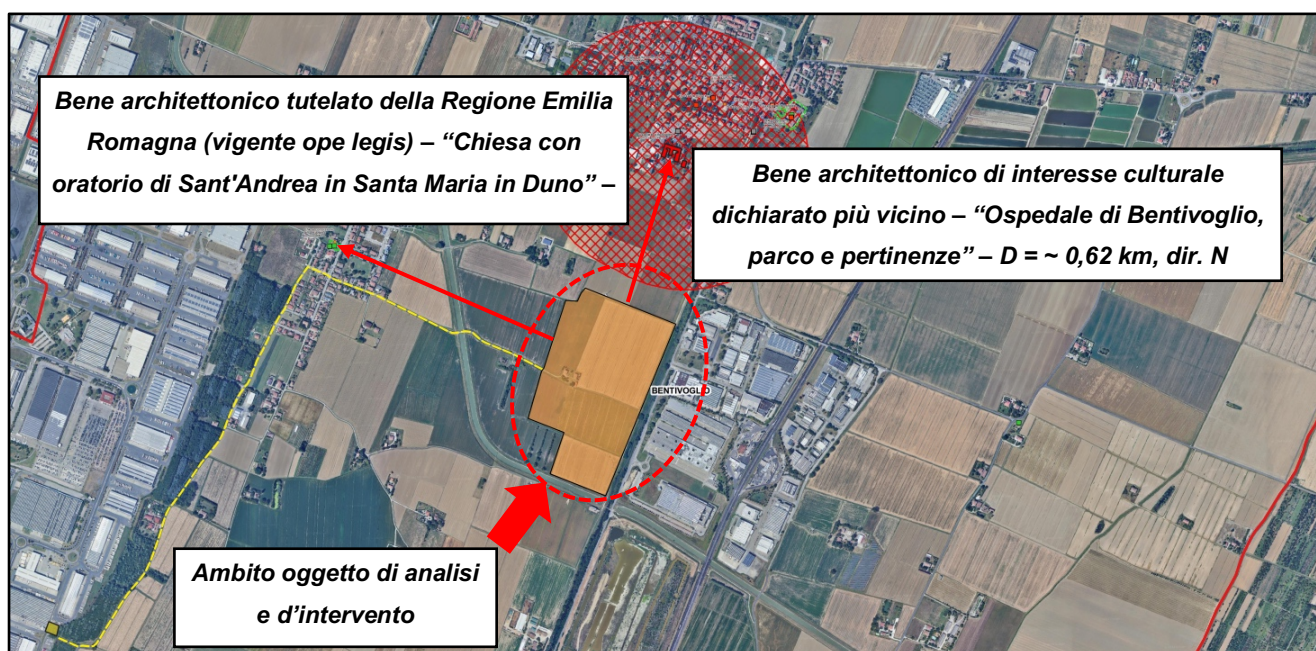 Bene architettonico tutelato della Regione Emilia
Romagna (vigente ope legis) – “Chiesa con
oratorio di Sant'Andrea in Santa Maria in Duno” –
Bene architettonico di interesse culturale
dichiarato più vicino – “Ospedale di Bentivoglio,
parco e pertinenze” – D = ~ 0,62 km, dir. N
BENTIVOGLIO
Ambito oggetto di analisi
e d’intervento